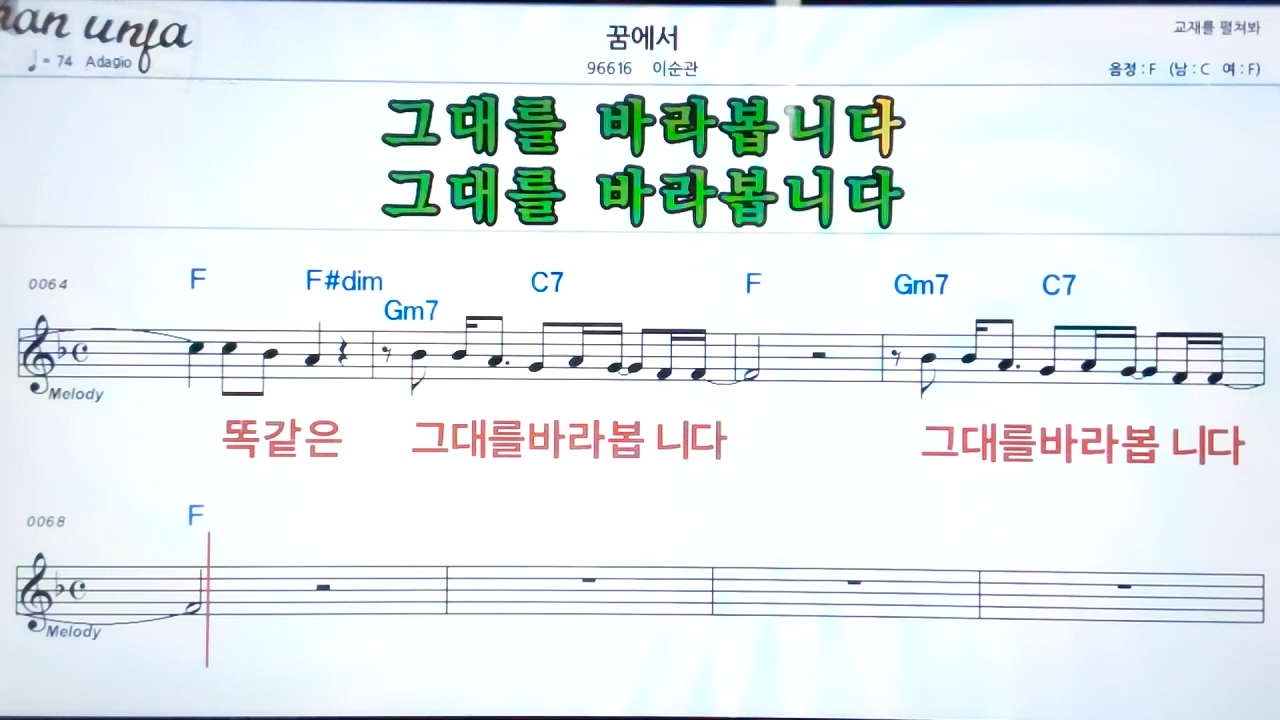 꿈에서
교재를 펼쳐봐
♩= 74 Adagio
96616 이순관
음정 : F (남 : C 여 : F)
그대를 바라봅니다
그대를 바라봅니다
0064 F F#dim Gm7 C7 F Gm7 C7
Melody
똑같은 그대를바라봅 니다 그대를바라봅 니다
0068 F
Melody